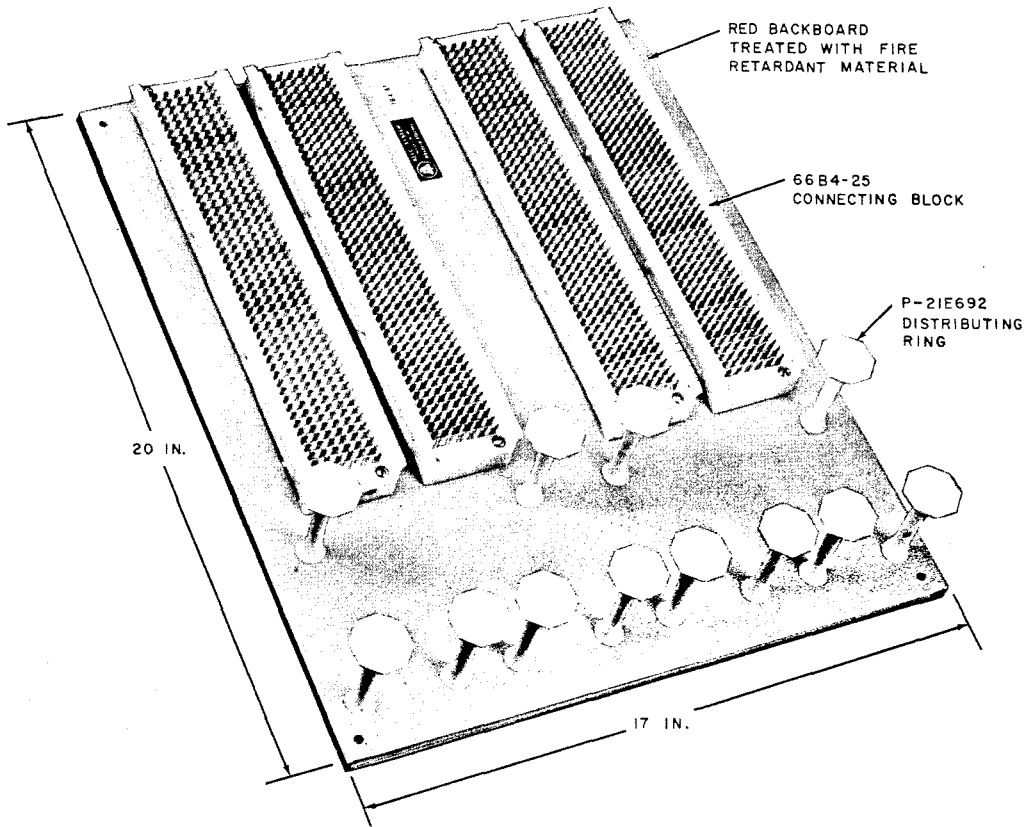 RED BACKBOARD
TREATED WITH FIRE
RETARDANT MATERIAL
66B4-25
CONNECTING BLOCK
P-21E692
DISTRIBUTING
RING
20 IN.
17 IN.